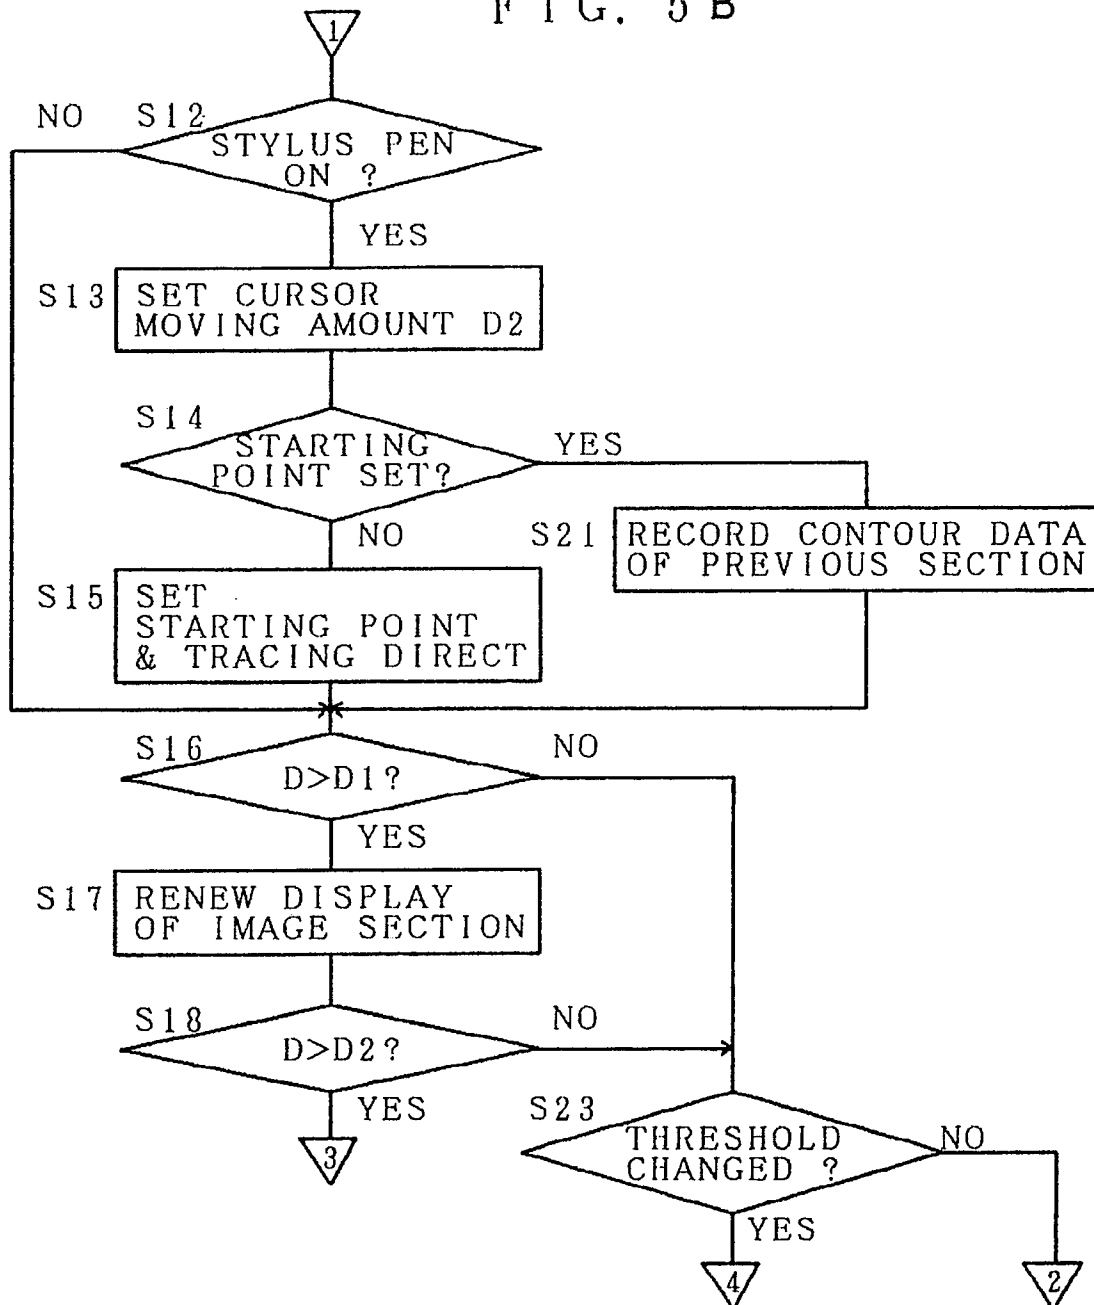 FIG. 5B
1
NO
S12
STYLUS PEN
ON ?
YES
S13
SET CURSOR
MOVING AMOUNT D2
S14
STARTING
POINT SET?
YES
NO
S21
RECORD CONTOUR DATA
OF PREVIOUS SECTION
S15
SET
STARTING POINT
& TRACING DIRECT
S16
D>D1?
NO
YES
S17
RENEW DISPLAY
OF IMAGE SECTION
S18
D>D2?
NO
YES
3
S23
THRESHOLD
CHANGED ?
NO
YES
4
2